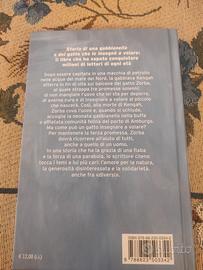 Storia di una gabbianella
e del gatto che le insegnò a volare:
il libro che ha saputo conquistare
milioni di lettori di ogni età
Dopo essere capitata in una macchia di petrolio
nelle acque del mare del Nord, la gabbiana Kengah
atterra in fin di vita sul balcone del gatto Zorba,
al quale strappa tre promesse solenni:
di non mangiare l'uovo che lei sta per deporre,
di averne cura e di insegnare a volare al piccolo
che nascerà. Così, alla morte di Kengah,
Zorba cova l'uovo e, quando si schiude,
accoglie la neonata gabbianella nella buffa
e affiatata comunità felina del porto di Amburgo.
Ma come può un gatto insegnare a volare?
Per mantenere la terza promessa, Zorba
dovrà ricorrere all'aiuto di tutti,
anche a quello di un uomo.
In una storia che ha la grazia di una fiaba
e la forza di una parabola, lo scrittore cileno
tocca i temi a lui più cari: l'amore per la natura,
la generosità disinteressata e la solidarietà,
anche fra «diversi».
€ 12,00 (i.i.)